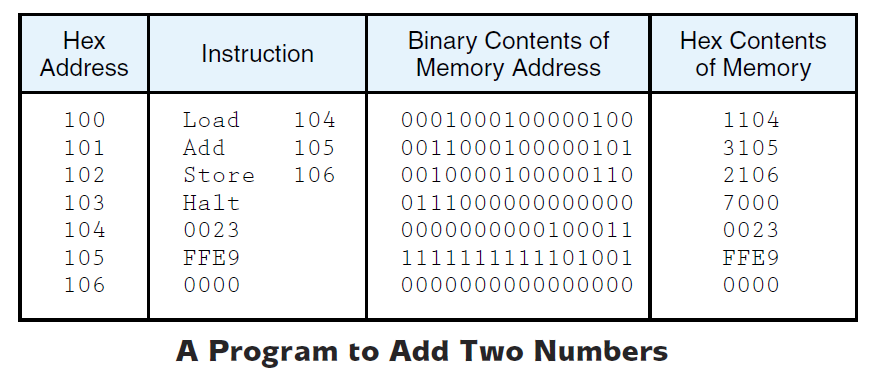 Hex Address Instruction Binary Contents of Memory Address Hex Contents of Memory
100 Load 104 0001000100000100 1104
101 Add 105 0011000100000101 3105
102 Store 106 0010000100000110 2106
103 Halt 0111000000000000 7000
104 0023 0000000000100011 0023
105 FFE9 1111111111101001 FFE9
106 0000 0000000000000000 0000
A Program to Add Two Numbers